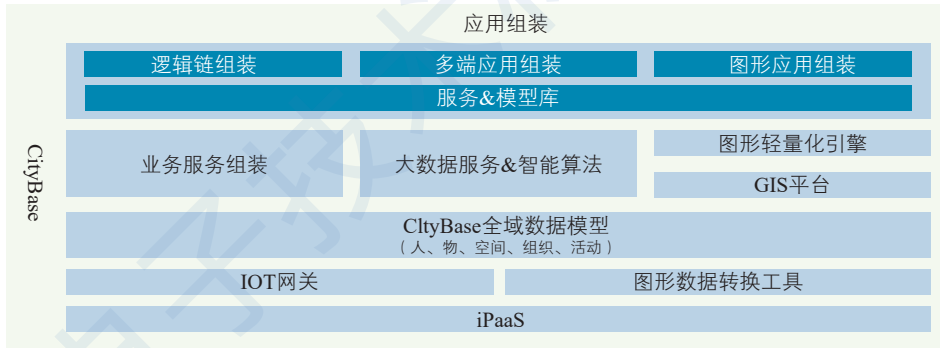 应用组装
逻辑链组装
多端应用组装
图形应用组装
服务&模型库
CityBase
业务服务组装
大数据服务&智能算法
图形轻量化引擎
GIS平台
CltyBase全域数据模型
(人、物、空间、组织、活动)
IOT网关
图形数据转换工具
iPaaS
子技术